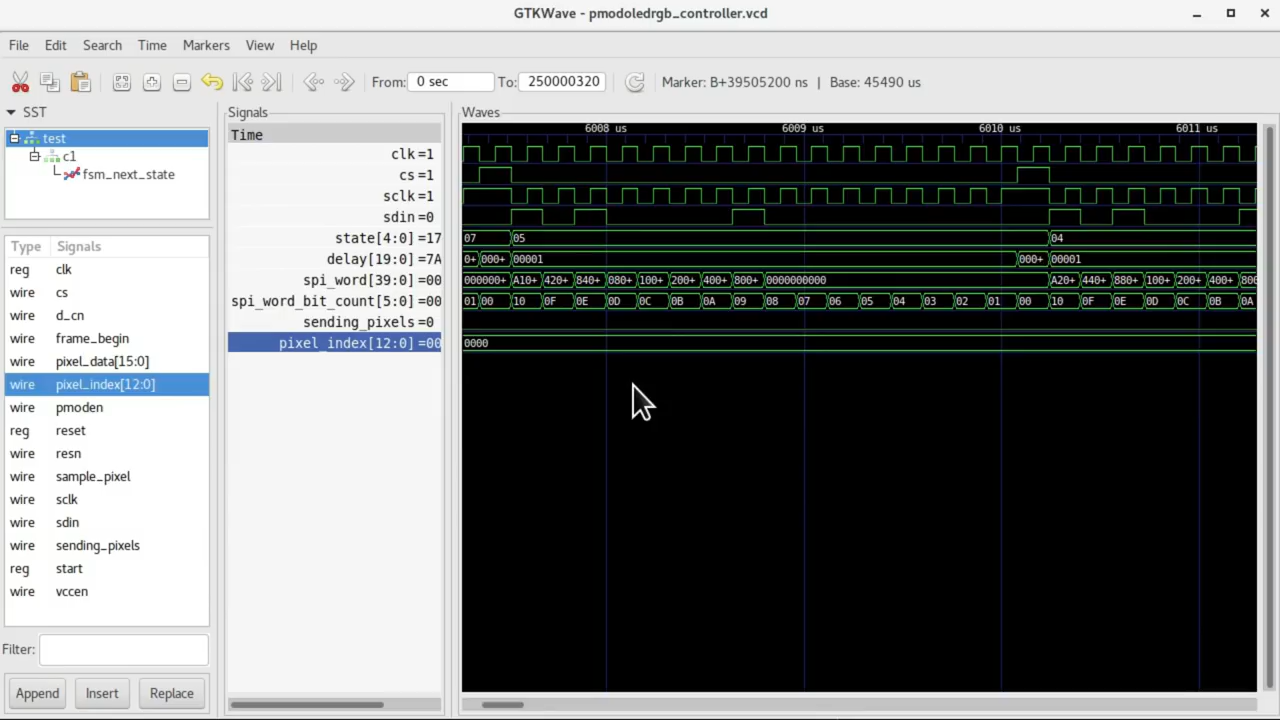 GTKWave - pmodoledrgb_controller.vcd
File Edit Search Time Markers View Help
From: 0 sec To: 250000320 Marker: B+39505200 ns | Base: 45490 us
SST
test
c1
fsm_next_state
Type Signals
reg clk
wire cs
wire d_cn
wire frame_begin
wire pixel_data[15:0]
wire pixel_index[12:0]
wire pmoden
reg reset
wire resn
wire sample_pixel
wire sclk
wire sdin
wire sending_pixels
reg start
wire vccen
Filter:
Append Insert Replace
Signals
Time
clk=1
cs=1
sclk=1
sdin=0
state[4:0]=17
delay[19:0]=7A
spi_word[39:0]=00
spi_word_bit_count[5:0]=00
sending_pixels=0
pixel_index[12:0]=00
Waves
6008 us 6009 us 6010 us 6011 us
07 05 04
0+ 000+ 00001 000+ 00001
000000+ A10+ 420+ 840+ 080+ 100+ 200+ 400+ 800+ 0000000000 A20+ 440+ 880+ 100+ 200+ 400+ 800
01 00 10 0F 0E 0D 0C 0B 0A 09 08 07 06 05 04 03 02 01 00 10 0F 0E 0D 0C 0B 0A
0000